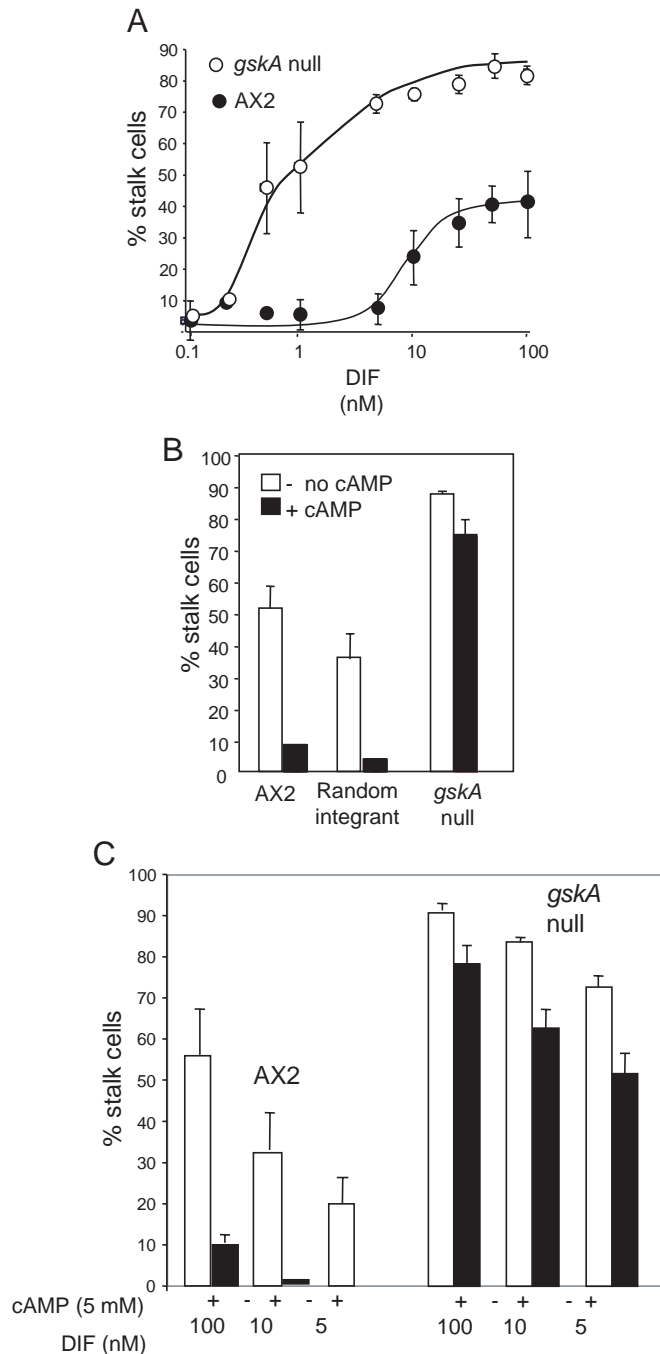 A
90
80
70
60
50
40
30
20
10
% stalk cells
gskA null
AX2
0.1
1
10
100
DIF
(nM)
B
100
90
80
70
60
50
40
30
20
10
0
% stalk cells
- no cAMP
+ cAMP
AX2
Random
integrant
gskA
null
C
100
90
80
70
60
50
40
30
20
10
0
% stalk cells
AX2
gskA
null
cAMP (5 mM) + - + - + + - + - +
DIF (nM) 100 10 5 100 10 5